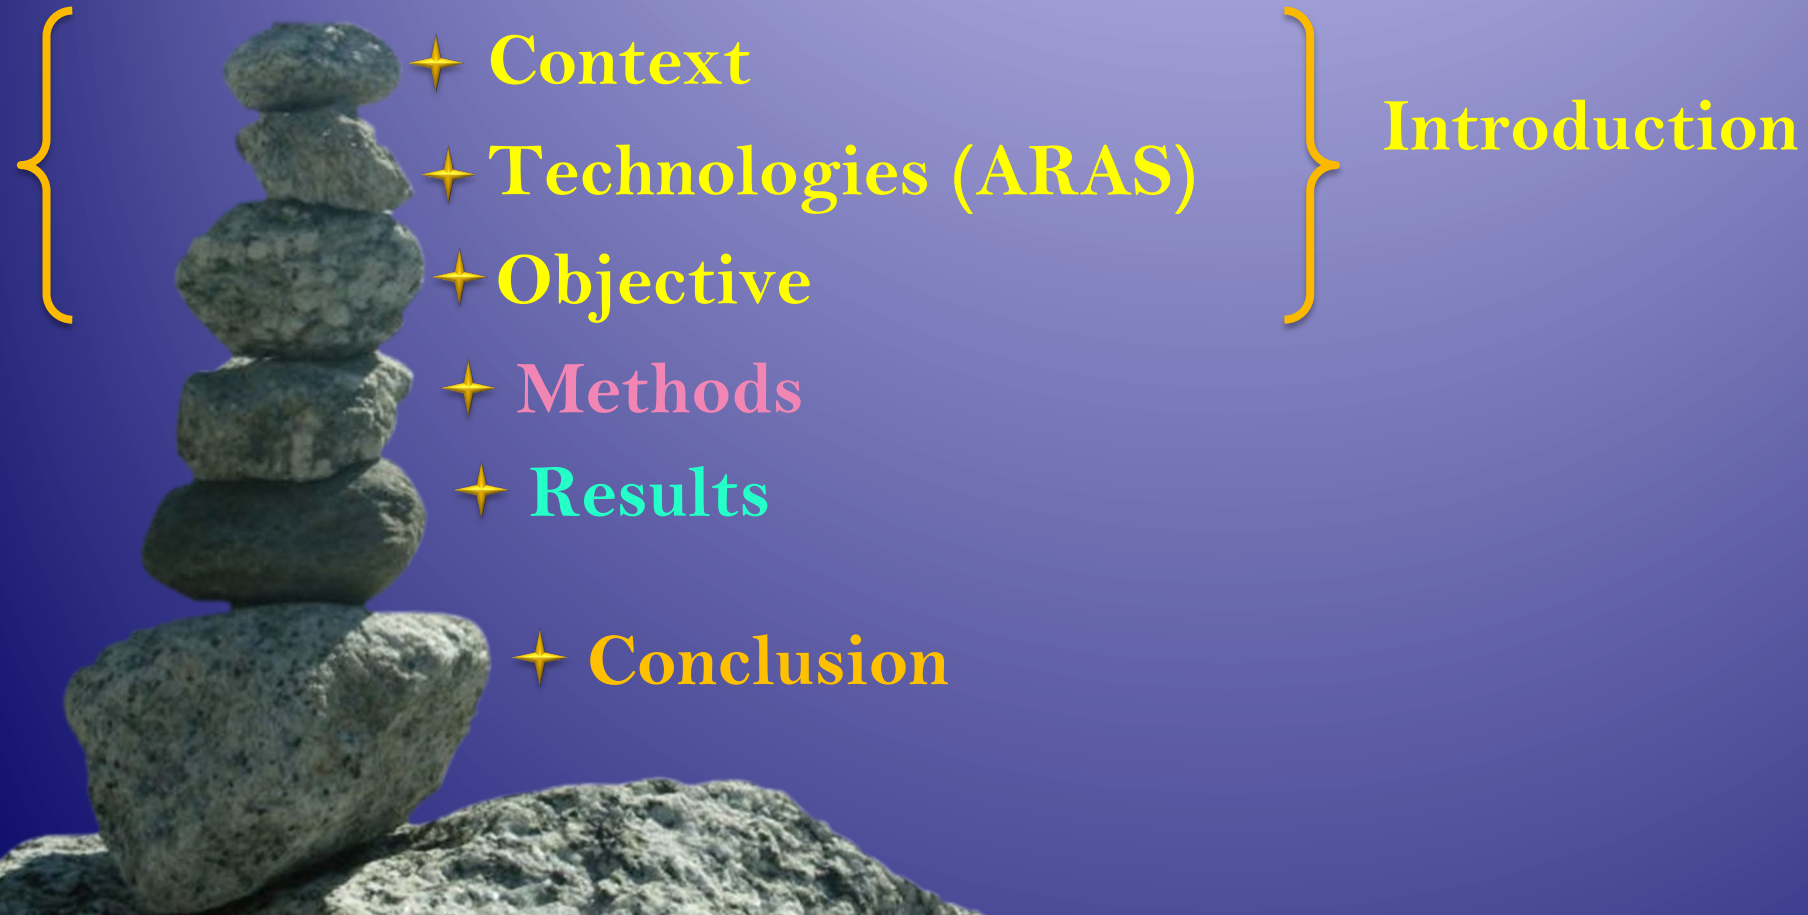 Context
Technologies (ARAS)
Objective
Introduction
Methods
Results
Conclusion